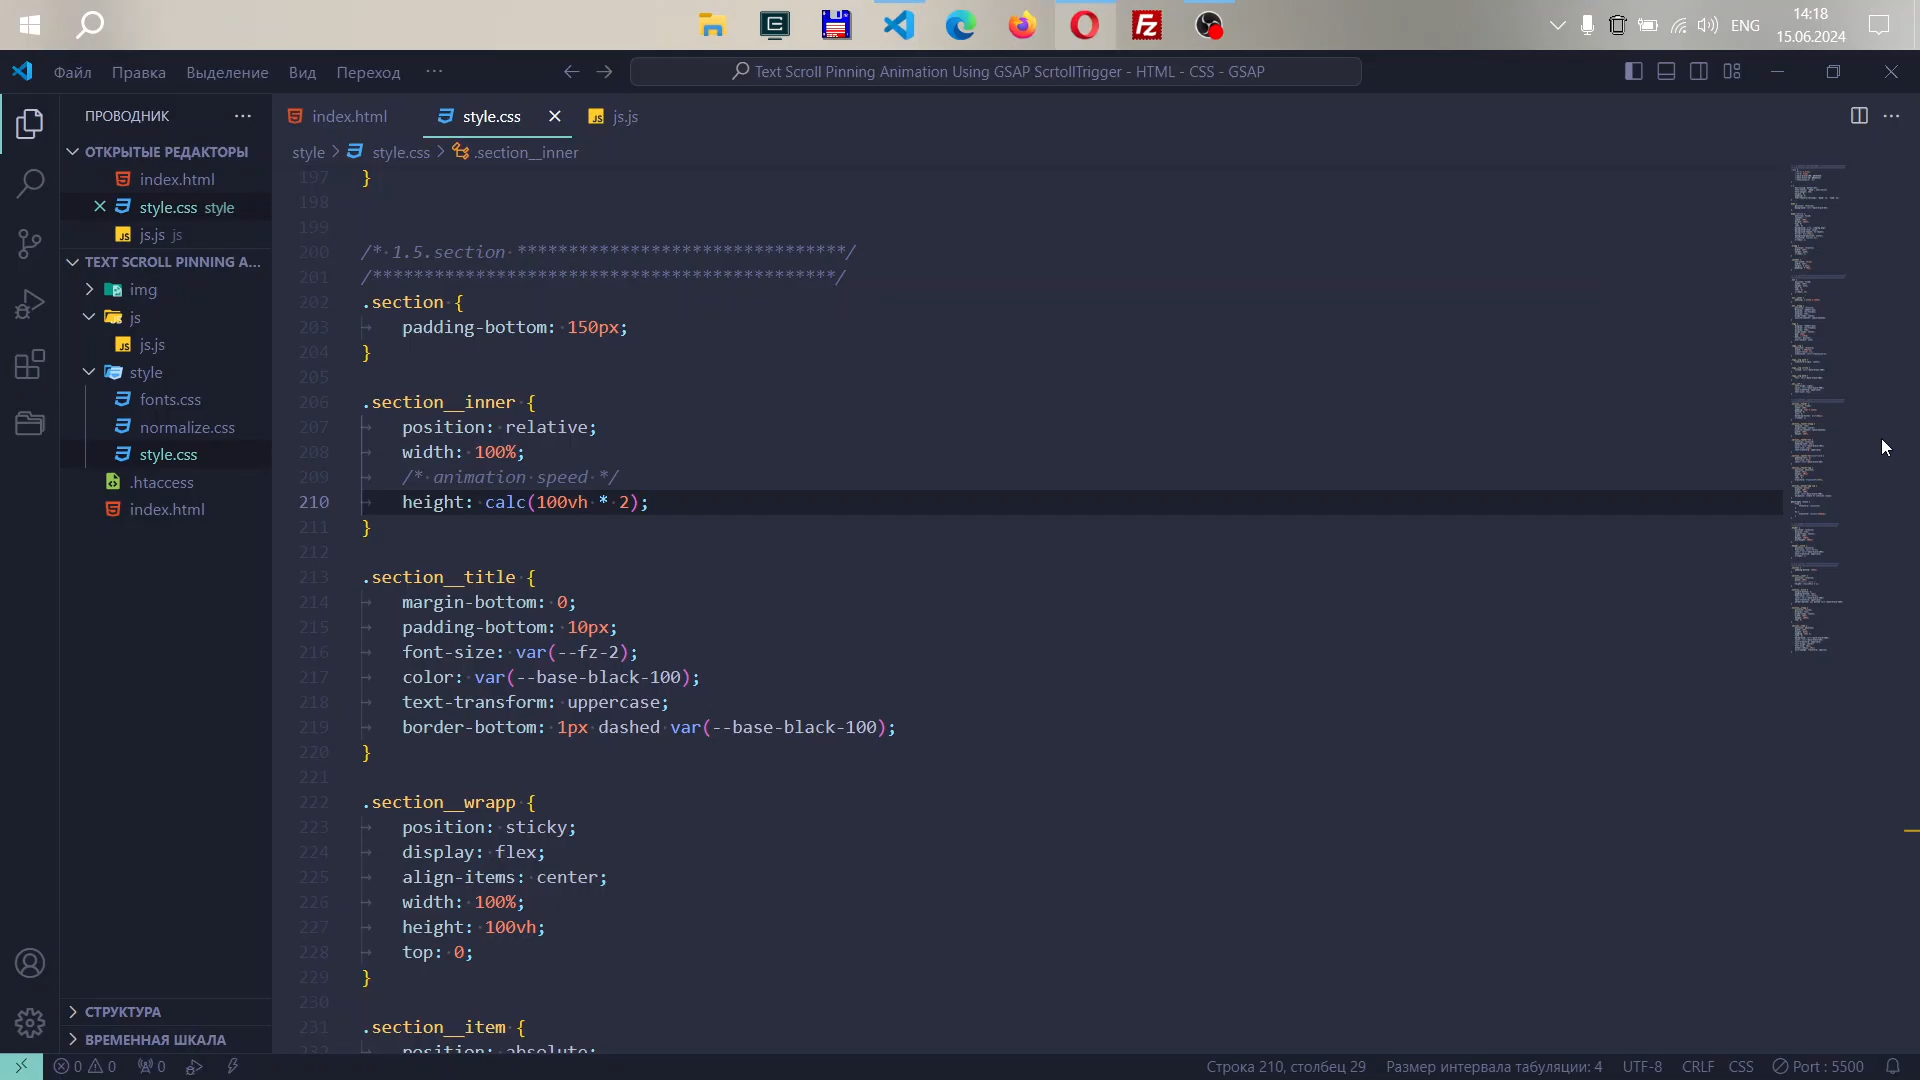 ENG
14:18
15.06.2024
Файл Правка Выделение Вид Переход ···
Text Scroll Pinning Animation Using GSAP ScrtollTrigger - HTML - CSS - GSAP
ПРОВОДНИК
index.html
style.css
js.js
ОТКРЫТЫЕ РЕДАКТОРЫ
index.html
style.css style
js.js js
TEXT SCROLL PINNING A...
img
js
js.js
style
fonts.css
normalize.css
style.css
.htaccess
index.html
СТРУКТУРА
ВРЕМЕННАЯ ШКАЛА
style > style.css > .section__inner
197 }
198
199
200 /* 1.5.section ********************************/
201 /*********************************************/
202 .section {
203 padding-bottom: 150px;
204 }
205
206 .section__inner {
207 position: relative;
208 width: 100%;
209 /* animation speed */
210 height: calc(100vh * 2);
211 }
212
213 .section__title {
214 margin-bottom: 0;
215 padding-bottom: 10px;
216 font-size: var(--fz-2);
217 color: var(--base-black-100);
218 text-transform: uppercase;
219 border-bottom: 1px dashed var(--base-black-100);
220 }
221
222 .section__wrapp {
223 position: sticky;
224 display: flex;
225 align-items: center;
226 width: 100%;
227 height: 100vh;
228 top: 0;
229 }
230
231 .section__item {
232 position: absolute;
0 0 0
Строка 210, столбец 29 Размер интервала табуляции: 4 UTF-8 CRLF CSS Port : 5500